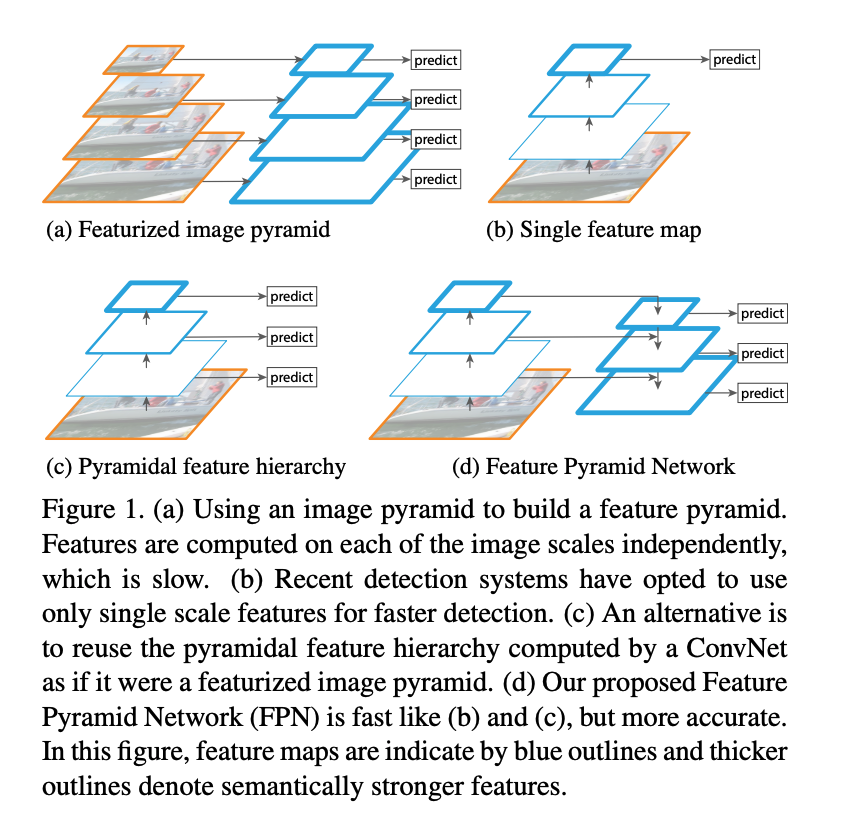 predict
predict
predict
predict
predict
(a) Featurized image pyramid
(b) Single feature map
predict
predict
predict
predict
predict
predict
(c) Pyramidal feature hierarchy
(d) Feature Pyramid Network
Figure 1. (a) Using an image pyramid to build a feature pyramid.
Features are computed on each of the image scales independently,
which is slow. (b) Recent detection systems have opted to use
only single scale features for faster detection. (c) An alternative is
to reuse the pyramidal feature hierarchy computed by a ConvNet
as if it were a featurized image pyramid. (d) Our proposed Feature
Pyramid Network (FPN) is fast like (b) and (c), but more accurate.
In this figure, feature maps are indicate by blue outlines and thicker
outlines denote semantically stronger features.